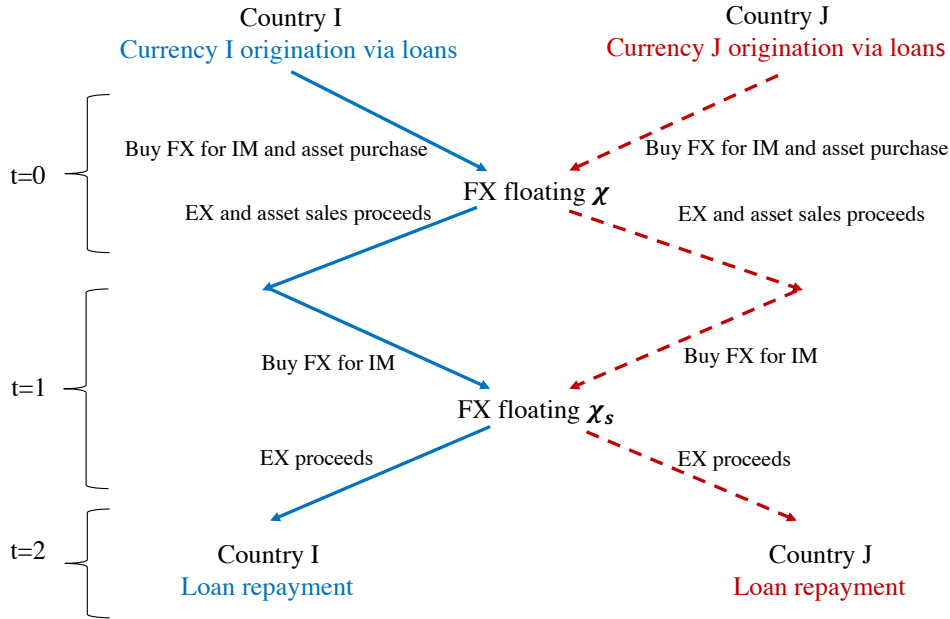 Country I
Currency I origination via loans
Country J
Currency J origination via loans
t=0
Buy FX for IM and asset purchase
Buy FX for IM and asset purchase
FX floating χ
EX and asset sales proceeds
EX and asset sales proceeds
t=1
Buy FX for IM
Buy FX for IM
FX floating χₛ
EX proceeds
EX proceeds
t=2
Country I
Loan repayment
Country J
Loan repayment